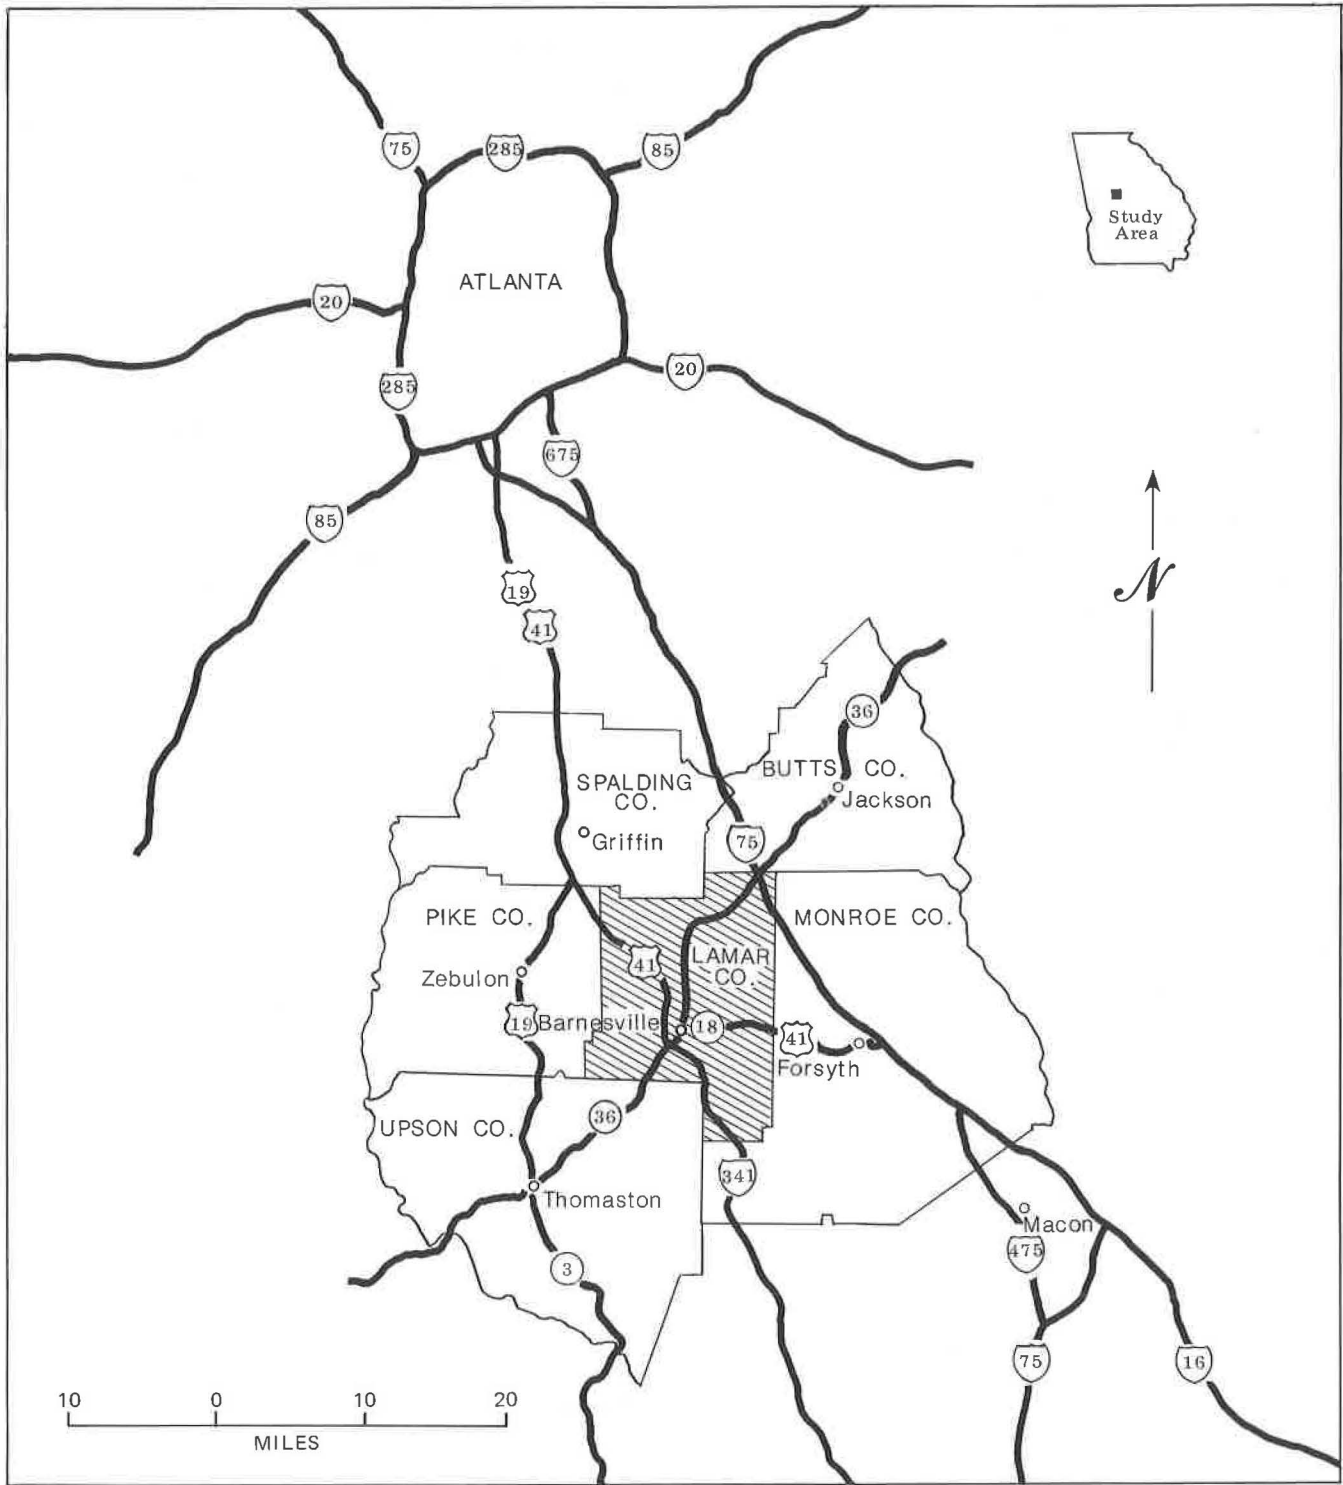 75
285
85
Study
Area
ATLANTA
20
20
285
675
85
19
N
41
36
SPALDING
CO.
BUTTS CO.
Jackson
Griffin
75
PIKE CO.
MONROE CO.
LAMAR
CO.
41
Zebulon
19
Barnesville
18
41
Forsyth
36
UPSON CO.
341
Thomaston
Macon
475
3
75
16
10 0 10 20
MILES